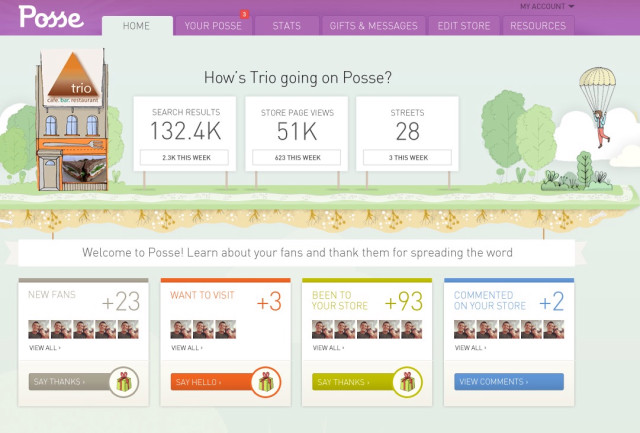 Posse
MY ACCOUNT
HOME
YOUR POSSE
3
STATS
GIFTS & MESSAGES
EDIT STORE
RESOURCES
trio
cafe.bar.restaurant
How's Trio going on Posse?
SEARCH RESULTS
132.4K
2.3K THIS WEEK
STORE PAGE VIEWS
51K
623 THIS WEEK
STREETS
28
3 THIS WEEK
Welcome to Posse! Learn about your fans and thank them for spreading the word
NEW FANS
+23
VIEW ALL ›
SAY THANKS ›
WANT TO VISIT
+3
VIEW ALL ›
SAY HELLO ›
BEEN TO
YOUR STORE
+93
VIEW ALL ›
SAY THANKS ›
COMMENTED
ON YOUR STORE
+2
VIEW ALL ›
VIEW COMMENTS ›